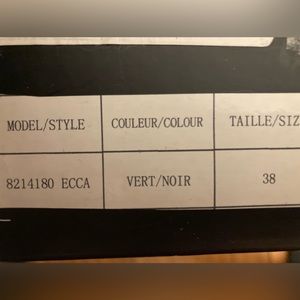 MODEL/STYLE COULEUR/COLOUR TAILLE/SIZ
8214180 ECCA VERT/NOIR 38